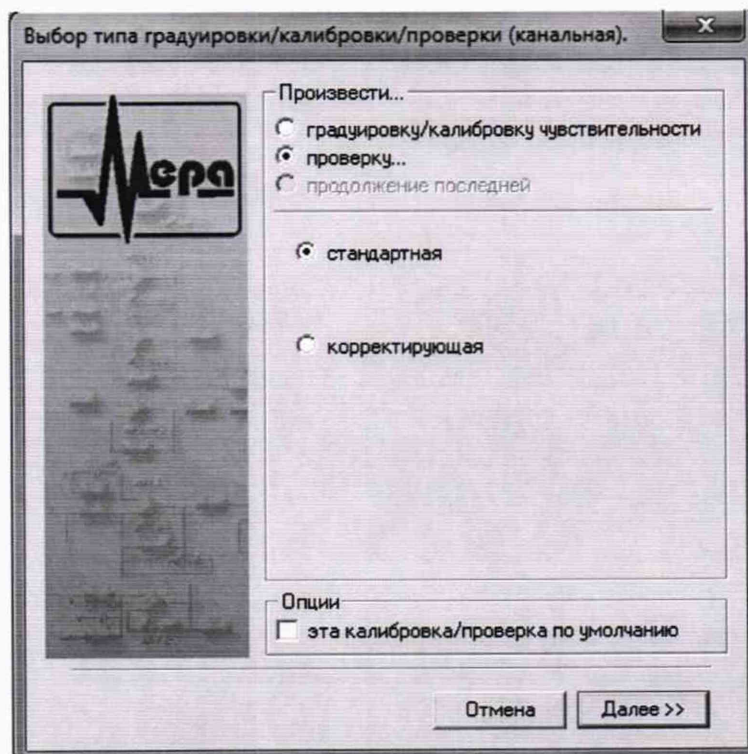 Выбор типа градуировки/калибровки/проверки (канальная).
Мера
Произвести...
градуировку/калибровку чувствительности
проверку...
продолжение последней
стандартная
корректирующая
Опции
эта калибровка/проверка по умолчанию
Отмена
Далее >>